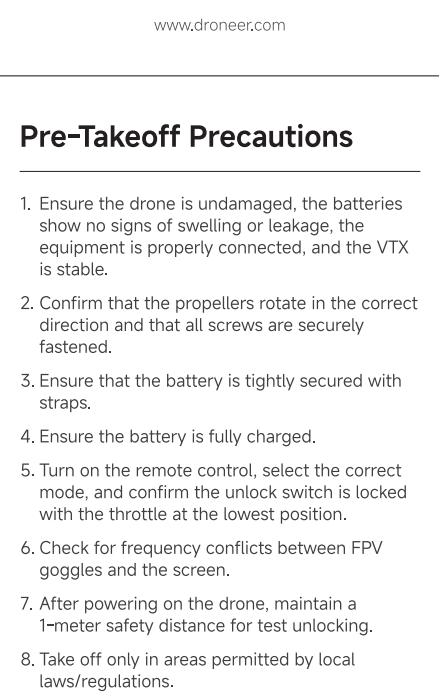 www.droneer.com
Pre-Takeoff Precautions
1. Ensure the drone is undamaged, the batteries
show no signs of swelling or leakage, the
equipment is properly connected, and the VTX
is stable.
2. Confirm that the propellers rotate in the correct
direction and that all screws are securely
fastened.
3. Ensure that the battery is tightly secured with
straps.
4. Ensure the battery is fully charged.
5. Turn on the remote control, select the correct
mode, and confirm the unlock switch is locked
with the throttle at the lowest position.
6. Check for frequency conflicts between FPV
goggles and the screen.
7. After powering on the drone, maintain a
1-meter safety distance for test unlocking.
8. Take off only in areas permitted by local
laws/regulations.